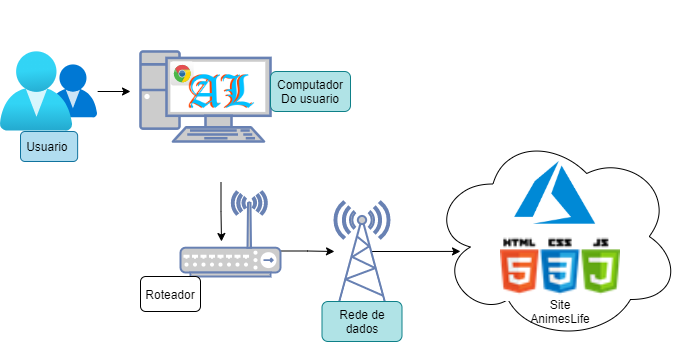 AL
Usuario
Computador
Do usuario
Roteador
Rede de
dados
HTML CSS JS
5 3 J
Site
AnimesLife